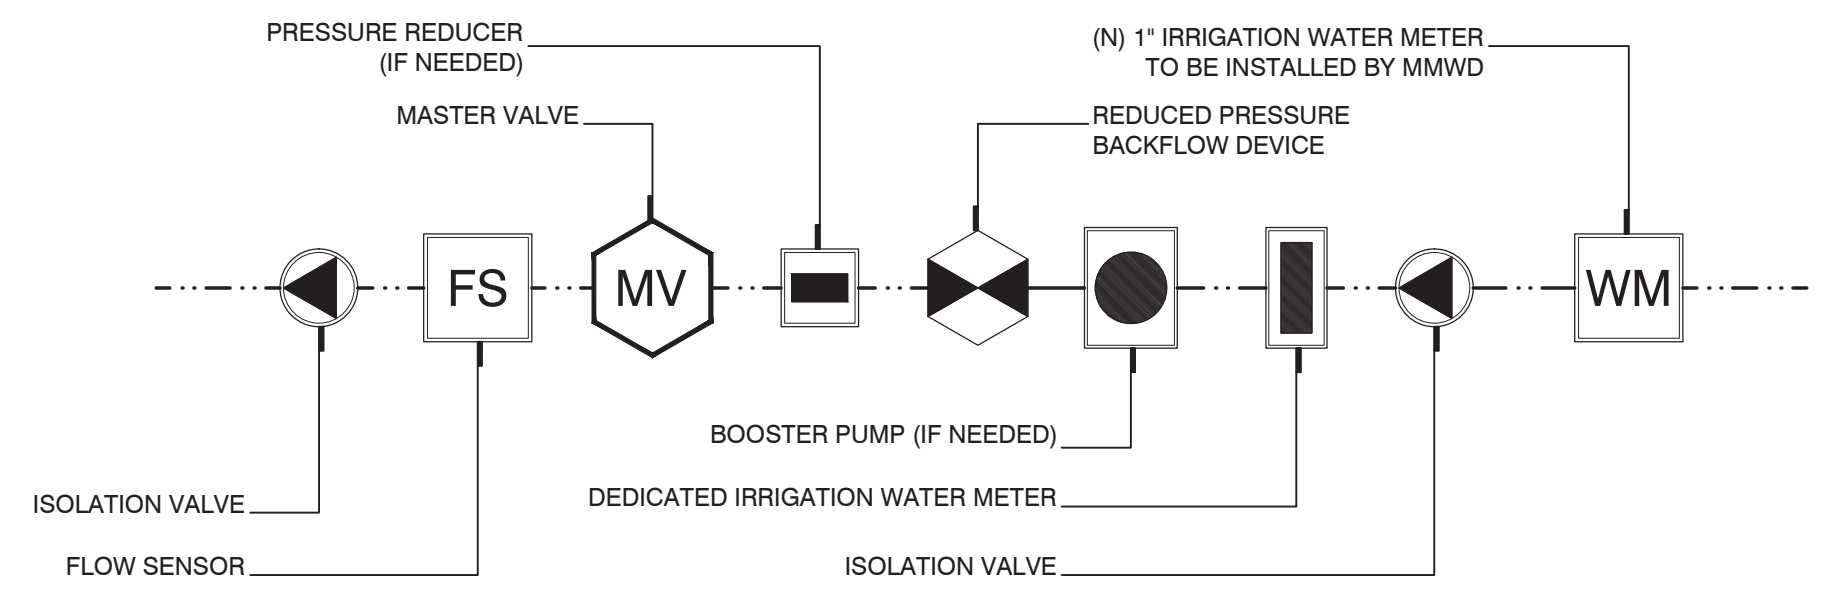 PRESSURE REDUCER
(IF NEEDED)
(N) 1" IRRIGATION WATER METER
TO BE INSTALLED BY MMWD
MASTER VALVE
REDUCED PRESSURE
BACKFLOW DEVICE
FS
MV
WM
BOOSTER PUMP (IF NEEDED)
DEDICATED IRRIGATION WATER METER
ISOLATION VALVE
FLOW SENSOR
ISOLATION VALVE